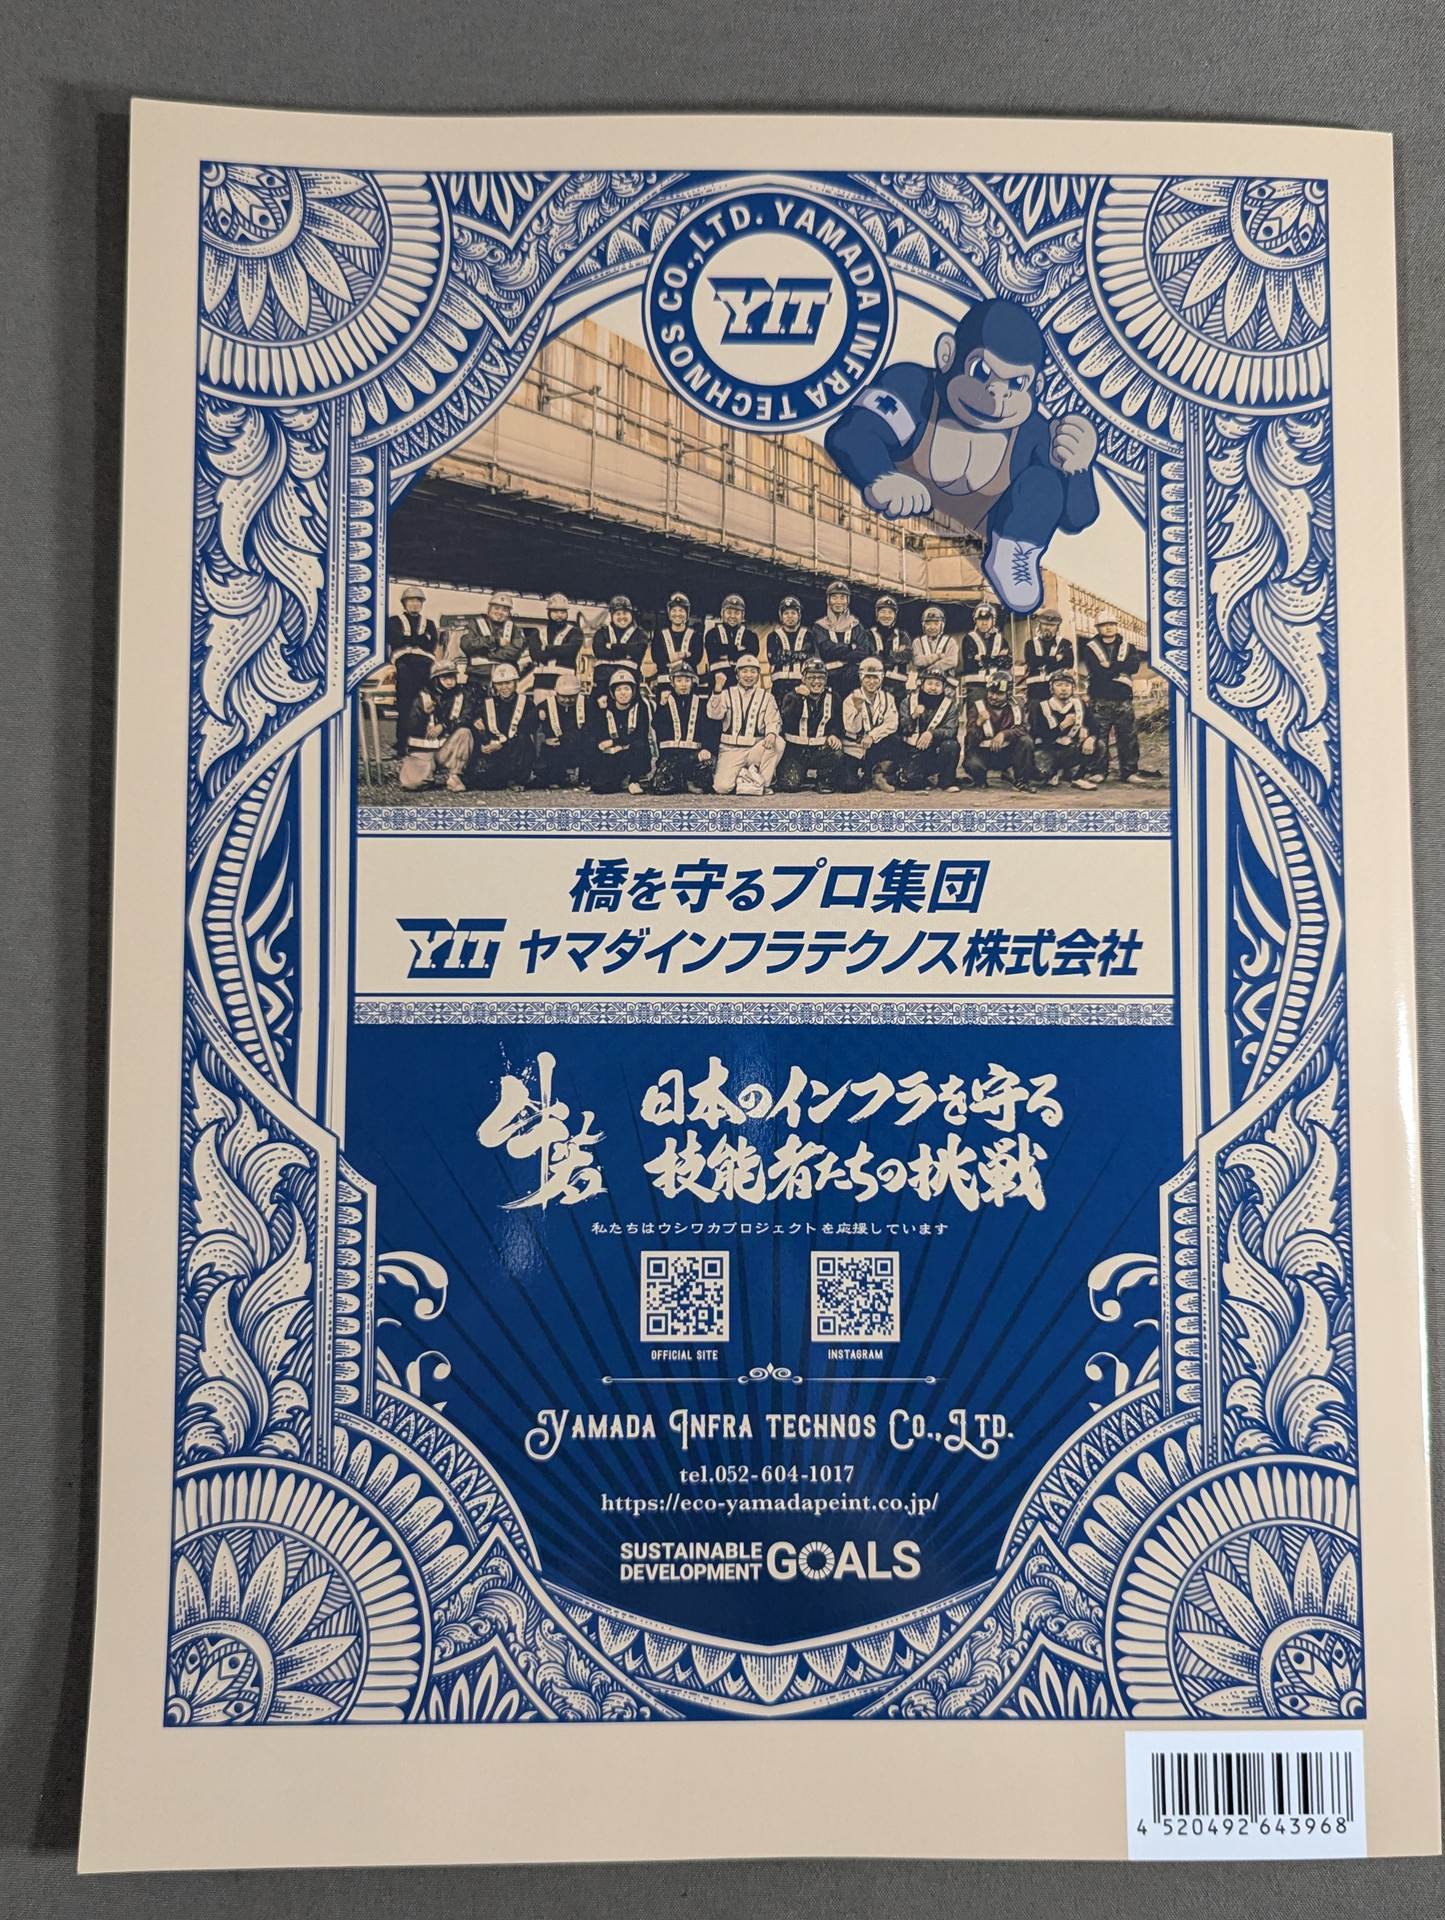 YAMADA INFRA TECHNOS CO.,LTD.
Y.I.T
橋を守るプロ集団
Y.I.T. ヤマダインフラテクノス株式会社
牛若
日本のインフラを守る
技能者たちの挑戦
私たちはウシワカプロジェクトを応援しています
OFFICIAL SITE
INSTAGRAM
YAMADA INFRA TECHNOS CO.,LTD.
tel.052-604-1017
https://eco-yamadapeint.co.jp/
SUSTAINABLE
DEVELOPMENT GOALS
4 520492 643968